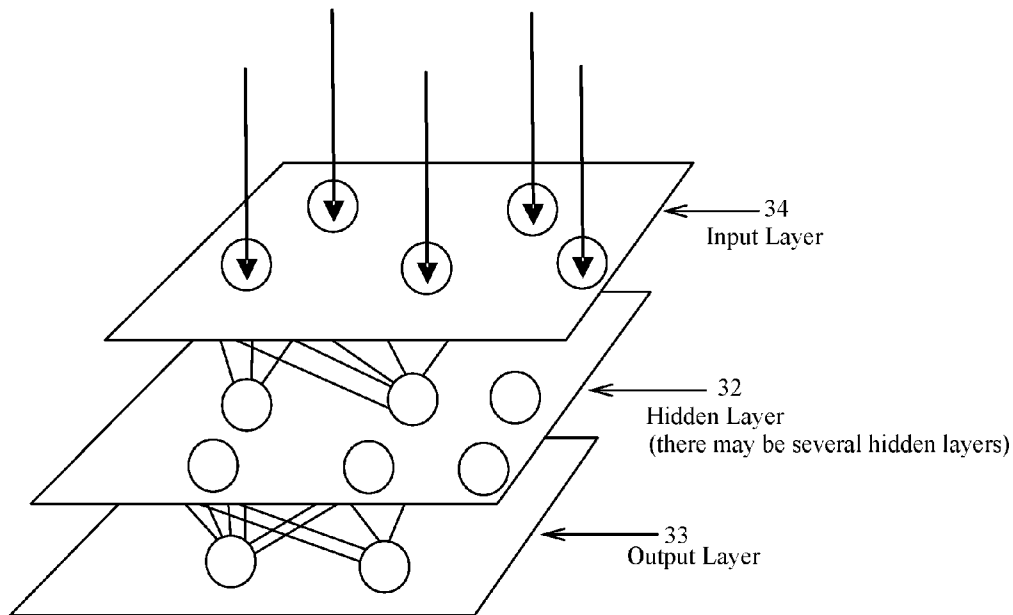 34
Input Layer
32
Hidden Layer
(there may be several hidden layers)
33
Output Layer